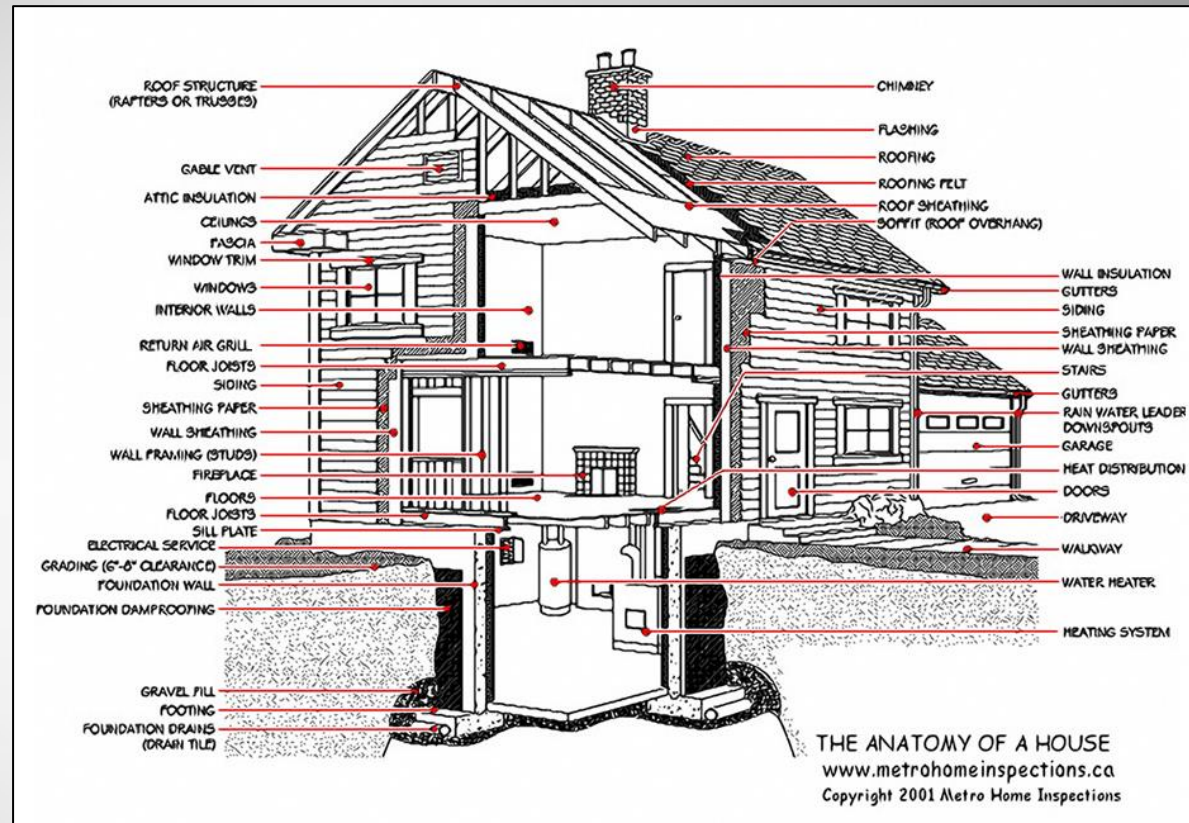 ROOF STRUCTURE
(RAFTERS OR TRUSSES)
GABLE VENT
ATTIC INSULATION
CEILINGS
FASCIA
WINDOW TRIM
WINDOWS
INTERIOR WALLS
RETURN AIR GRILL
FLOOR JOISTS
SIDING
SHEATHING PAPER
WALL SHEATHING
WALL FRAMING (STUDS)
FIREPLACE
FLOORS
FLOOR JOISTS
SILL PLATE
ELECTRICAL SERVICE
GRADING (6"-8" CLEARANCE)
FOUNDATION WALL
FOUNDATION DAMPROOFING
GRAVEL FILL
FOOTING
FOUNDATION DRAINS
(DRAIN TILE)
CHIMNEY
FLASHING
ROOFING
ROOFING FELT
ROOF SHEATHING
SOFFIT (ROOF OVERHANG)
WALL INSULATION
GUTTERS
SIDING
SHEATHING PAPER
WALL SHEATHING
STAIRS
GUTTERS
RAIN WATER LEADER
DOWNSPOUTS
GARAGE
HEAT DISTRIBUTION
DOORS
DRIVEWAY
WALKWAY
WATER HEATER
HEATING SYSTEM
THE ANATOMY OF A HOUSE
www.metrohomeinspections.ca
Copyright 2001 Metro Home Inspections